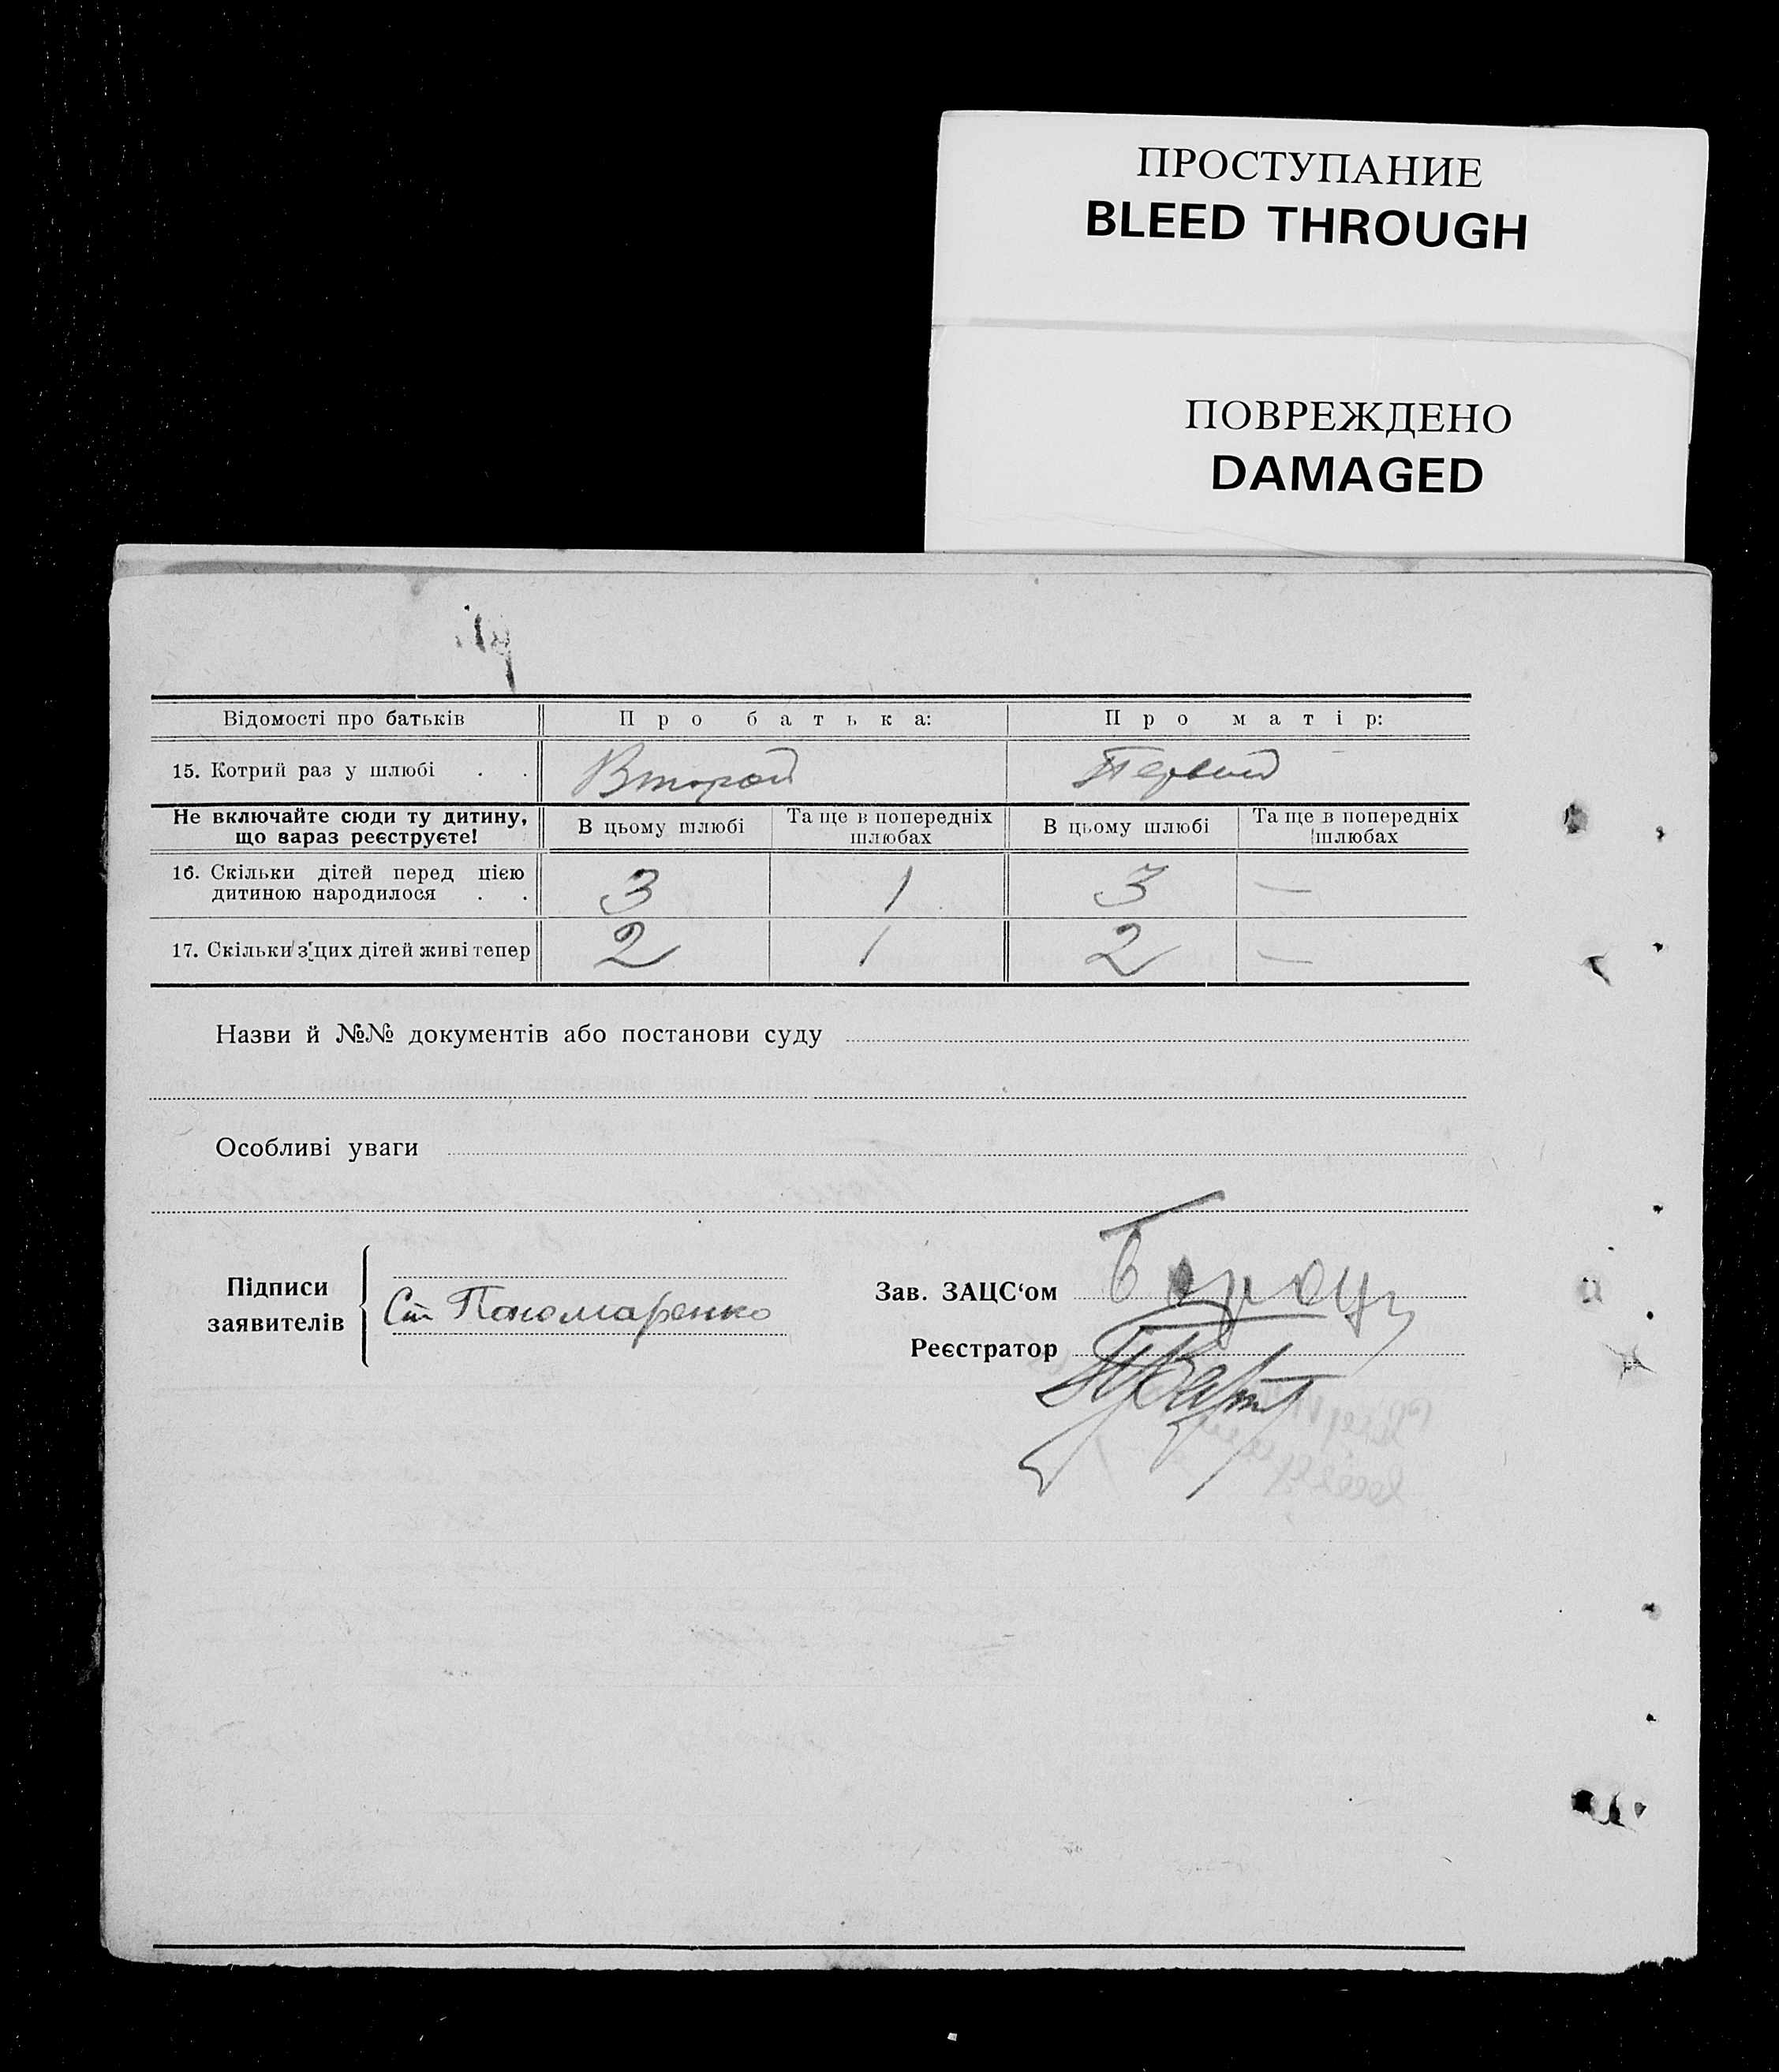 ПРОСТУПАНИЕ
BLEED THROUGH
ПОВРЕЖДЕНО
DAMAGED
Відомості про батьків Про батька: Про матір:
15. Котрий раз у шлюбі . . Второй Первый
Не включайте сюди ту дитину, що зараз реєструєте! В цьому шлюбі Та ще в попередніх шлюбах В цьому шлюбі Та ще в попередніх шлюбах
16. Скільки дітей перед цією дитиною народилося . . 3 1 3 —
17. Скільки з цих дітей живі тепер 2 1 2 —
Назви й №№ документів або постанови суду
Особливі уваги
Підписи заявителів Ст Пономаренко
Зав. ЗАЦС'ом
Реєстратор